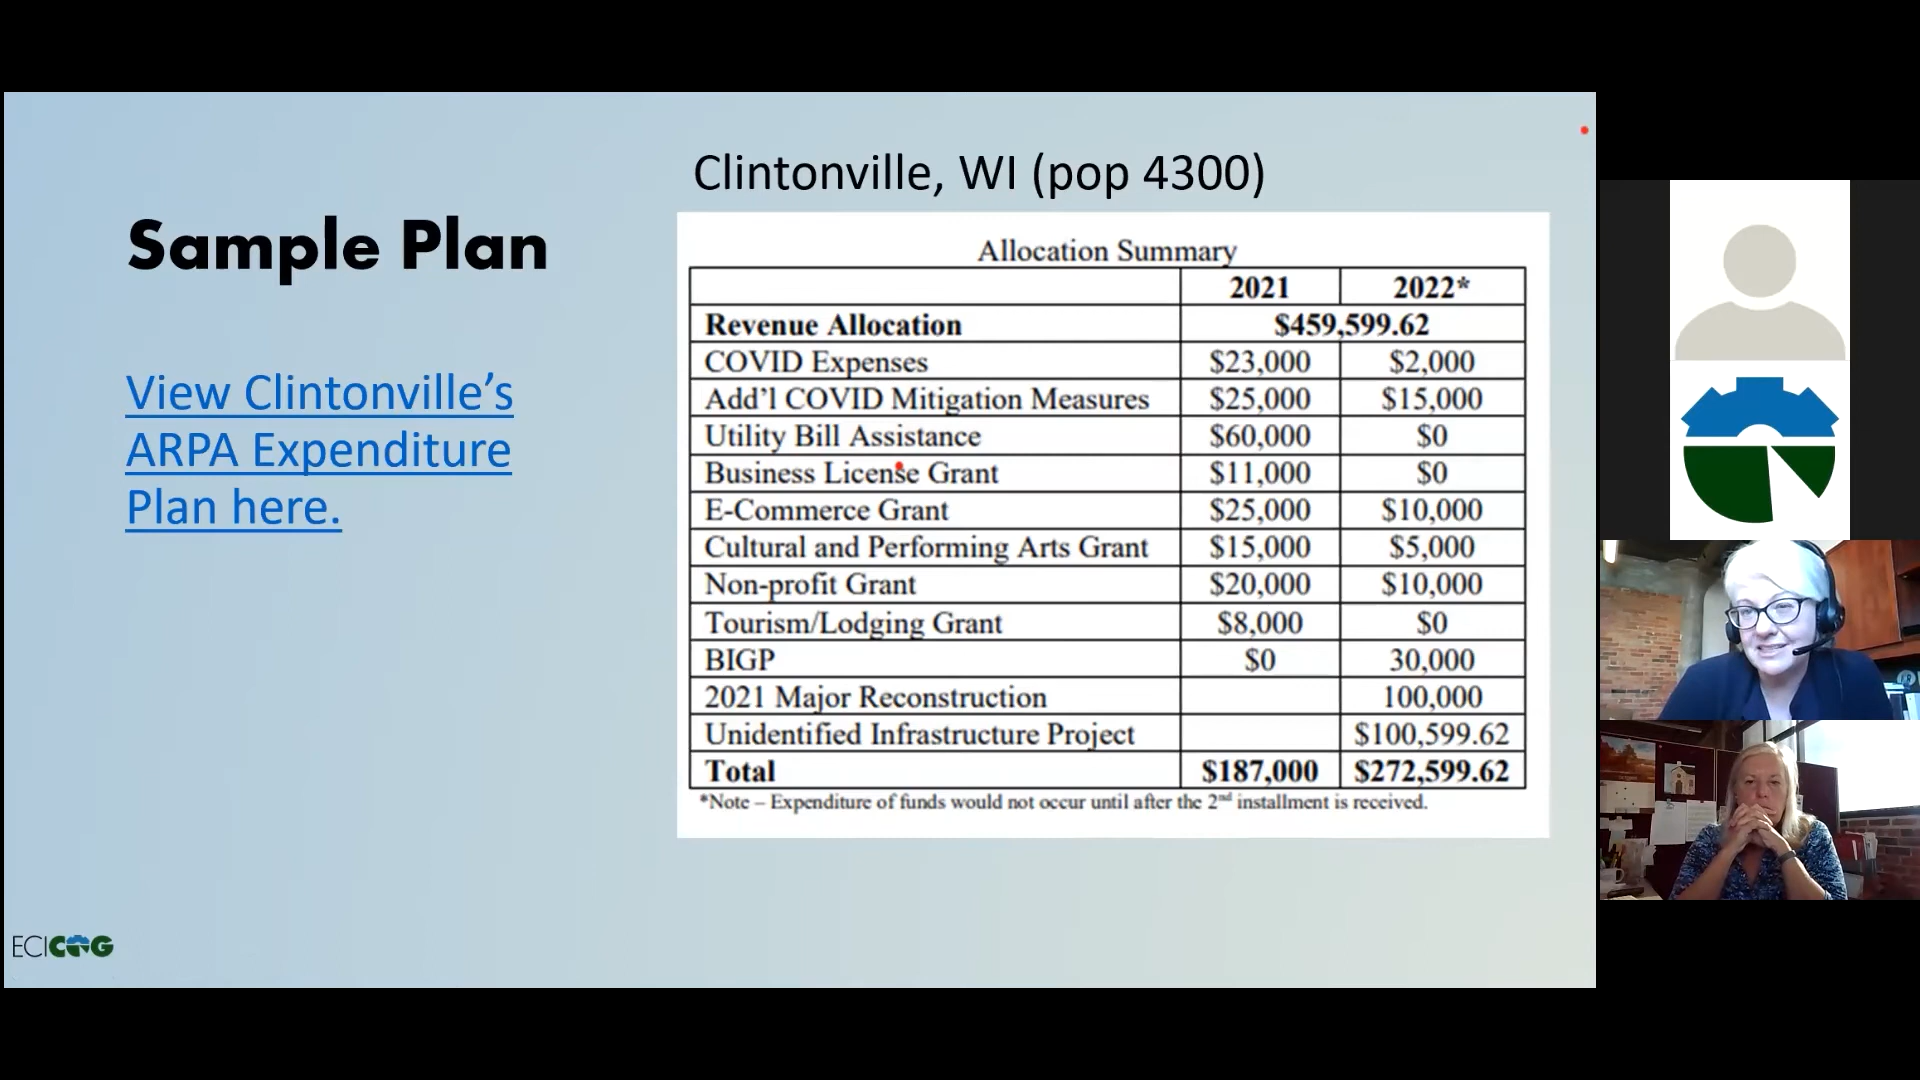 Clintonville, WI (pop 4300)
Sample Plan
View Clintonville’s
ARPA Expenditure
Plan here.
Allocation Summary
2021 2022*
Revenue Allocation $459,599.62
COVID Expenses $23,000 $2,000
Add’l COVID Mitigation Measures $25,000 $15,000
Utility Bill Assistance $60,000 $0
Business License Grant $11,000 $0
E-Commerce Grant $25,000 $10,000
Cultural and Performing Arts Grant $15,000 $5,000
Non-profit Grant $20,000 $10,000
Tourism/Lodging Grant $8,000 $0
BIGP $0 30,000
2021 Major Reconstruction 100,000
Unidentified Infrastructure Project $100,599.62
Total $187,000 $272,599.62
*Note – Expenditure of funds would not occur until after the 2nd installment is received.
ECICOG